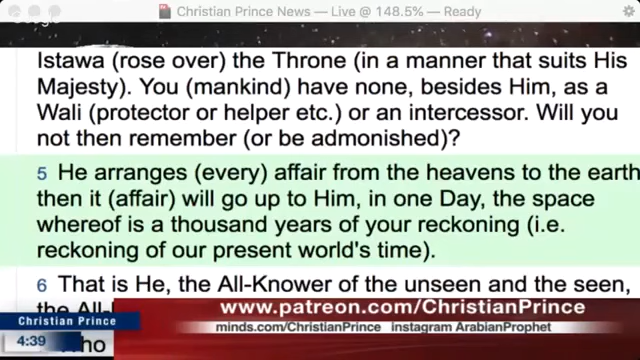 Christian Prince News — Live @ 148.5% — Ready
Istawa (rose over) the Throne (in a manner that suits His
Majesty). You (mankind) have none, besides Him, as a
Wali (protector or helper etc.) or an intercessor. Will you
not then remember (or be admonished)?
5 He arranges (every) affair from the heavens to the earth
then it (affair) will go up to Him, in one Day, the space
whereof is a thousand years of your reckoning (i.e.
reckoning of our present world's time).
6 That is He, the All-Knower of the unseen and the seen,
the All-
Who
www.patreon.com/ChristianPrince
minds.com/ChristianPrince instagram ArabianProphet
Christian Prince
4:39